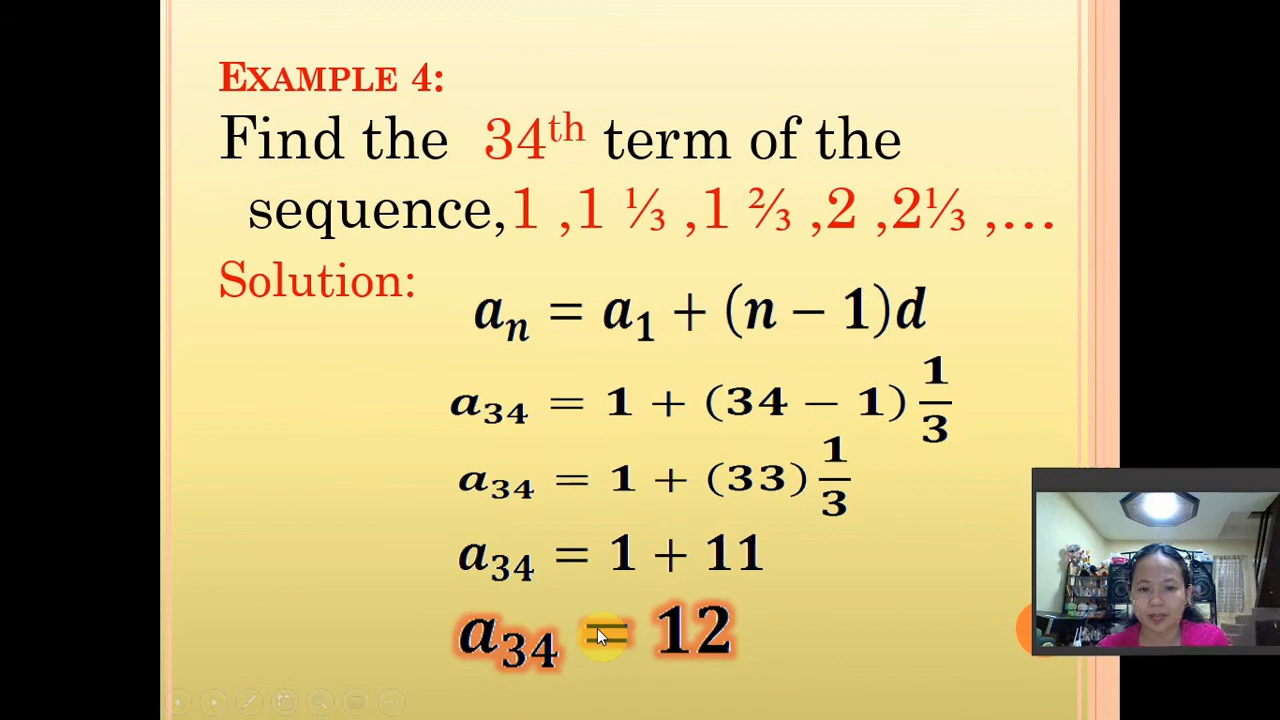 EXAMPLE 4:
Find the 34th term of the
sequence,1 ,1 ⅓ ,1 ⅔ ,2 ,2⅓ ,…
Solution:
aₙ = a₁ + (n − 1)d
a₃₄ = 1 + (34 − 1) 1/3
a₃₄ = 1 + (33) 1/3
a₃₄ = 1 + 11
a₃₄ = 12